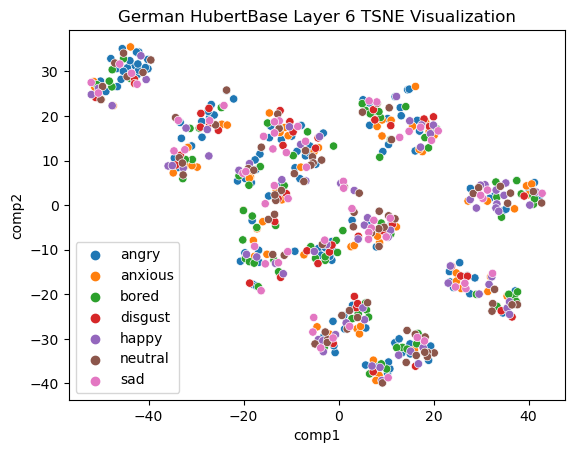 German HubertBase Layer 6 TSNE Visualization
comp2
30
20
10
0
−10
−20
−30
−40
angry
anxious
bored
disgust
happy
neutral
sad
−40
−20
0
20
40
comp1